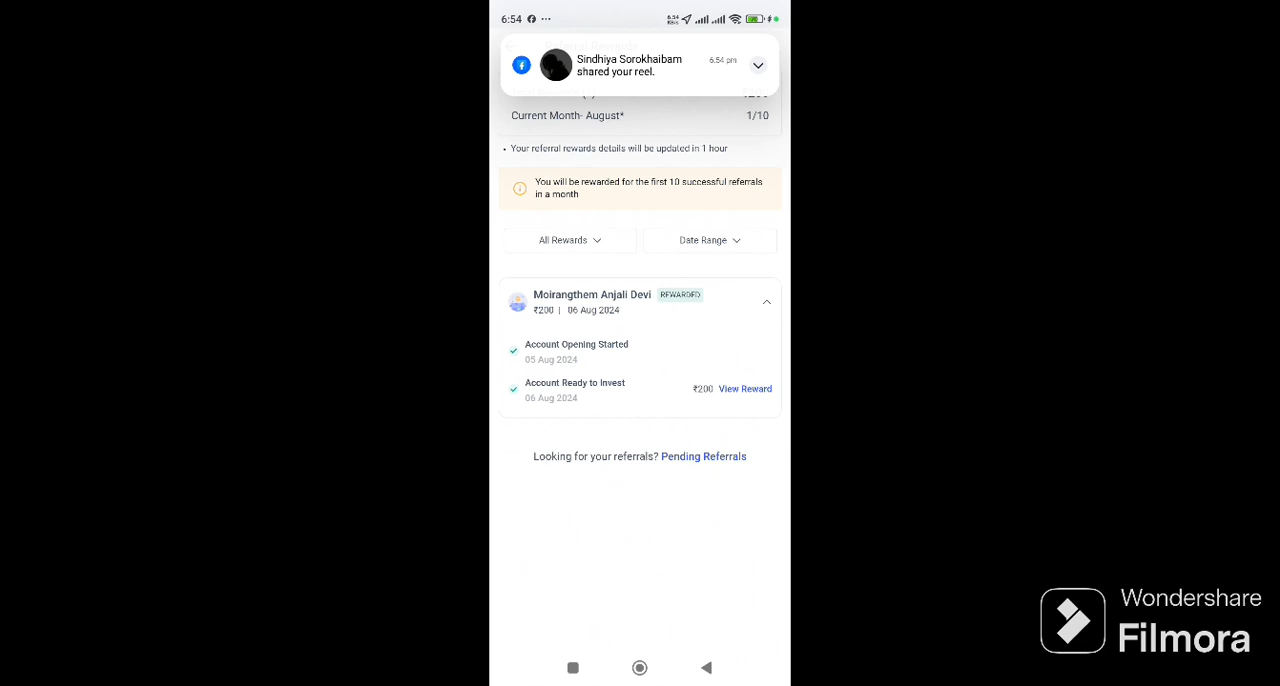 6:54
Sindhiya Sorokhaibam
shared your reel.
6:54 pm
Current Month- August*
1/10
• Your referral rewards details will be updated in 1 hour
You will be rewarded for the first 10 successful referrals
in a month
All Rewards
Date Range
Moirangthem Anjali Devi
REWARDED
₹200 | 06 Aug 2024
Account Opening Started
05 Aug 2024
Account Ready to Invest
₹200 View Reward
06 Aug 2024
Looking for your referrals? Pending Referrals
Wondershare
Filmora